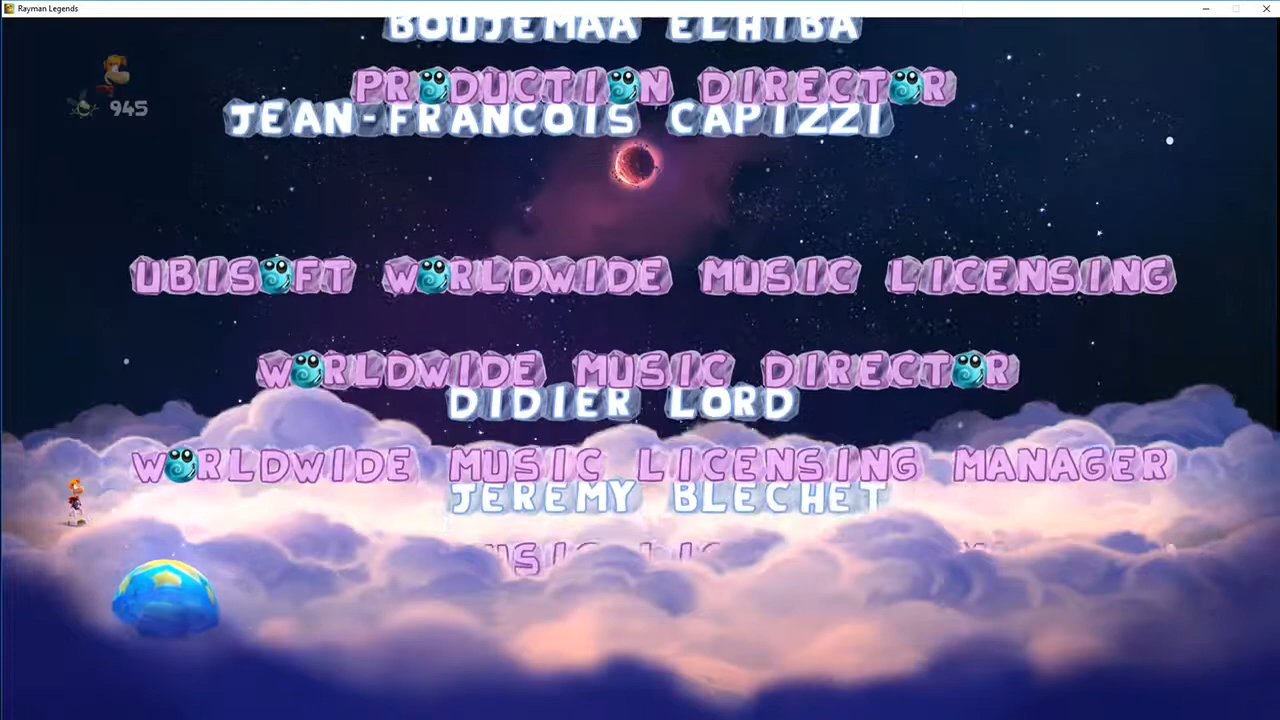 Rayman Legends
BOUJEMAA ELHIBA
PRODUCTION DIRECTOR
945
JEAN-FRANCOIS CAPIZZI
UBISOFT WORLDWIDE MUSIC LICENSING
WORLDWIDE MUSIC DIRECTOR
DIDIER LORD
WORLDWIDE MUSIC LICENSING MANAGER
JEREMY BLECHET